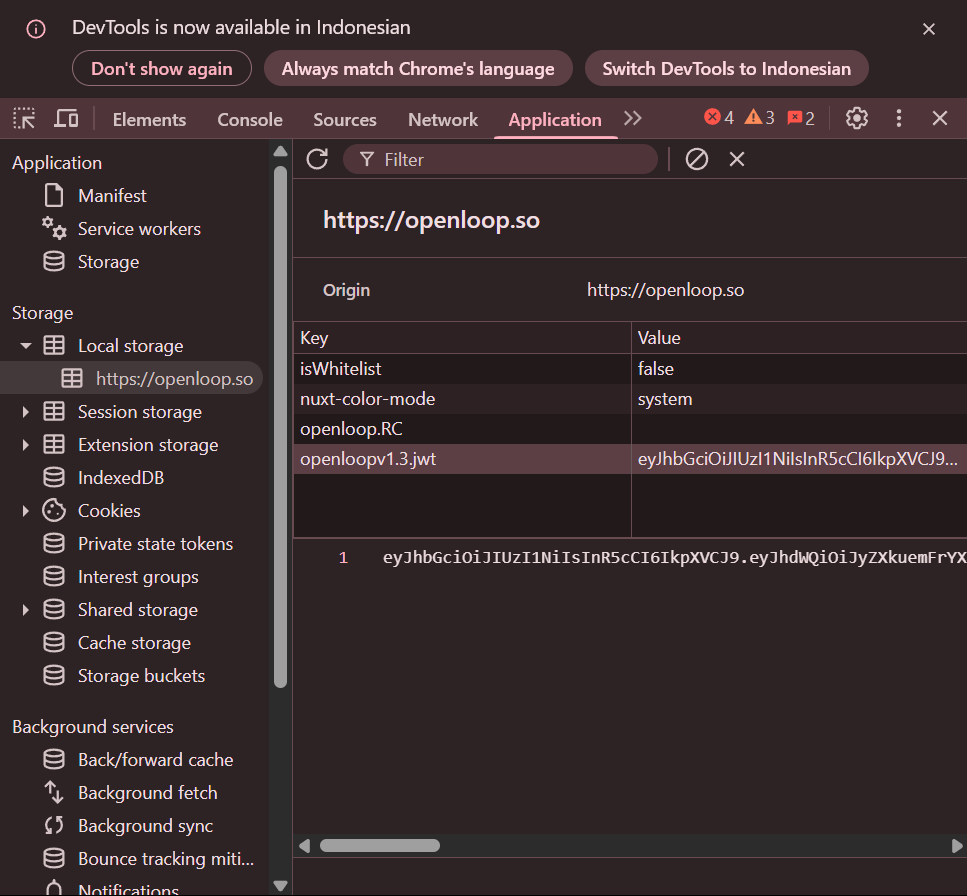 DevTools is now available in Indonesian
Don't show again Always match Chrome's language Switch DevTools to Indonesian
Elements Console Sources Network Application 4 3 2
Application
Manifest
Service workers
Storage
Storage
Local storage
https://openloop.so
Session storage
Extension storage
IndexedDB
Cookies
Private state tokens
Interest groups
Shared storage
Cache storage
Storage buckets
Background services
Back/forward cache
Background fetch
Background sync
Bounce tracking miti...
Notifications
Filter
https://openloop.so
Origin https://openloop.so
Key Value
isWhitelist false
nuxt-color-mode system
openloop.RC
openloopv1.3.jwt eyJhbGciOiJIUzI1NiIsInR5cCI6IkpXVCJ9...
1 eyJhbGciOiJIUzI1NiIsInR5cCI6IkpXVCJ9.eyJhdWQiOiJyZXkuemFrYX